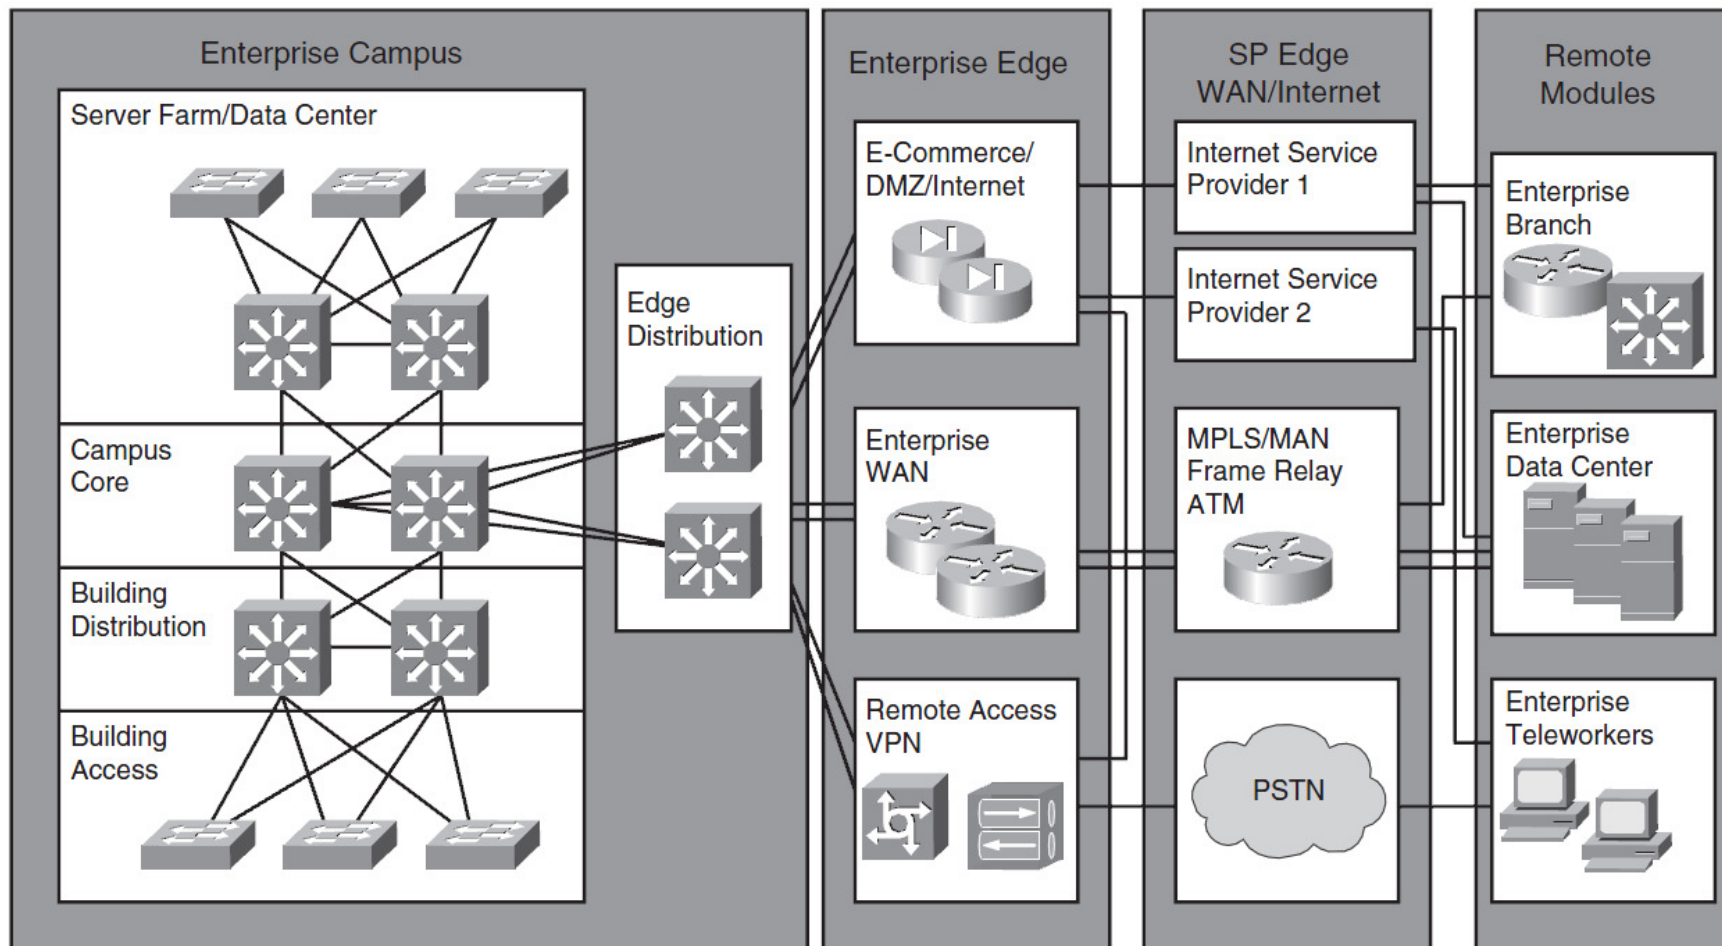 Enterprise Campus
Server Farm/Data Center
Campus
Core
Building
Distribution
Building
Access
Edge
Distribution
Enterprise Edge
E-Commerce/
DMZ/Internet
Enterprise
WAN
Remote Access
VPN
SP Edge
WAN/Internet
Internet Service
Provider 1
Internet Service
Provider 2
MPLS/MAN
Frame Relay
ATM
PSTN
Remote
Modules
Enterprise
Branch
Enterprise
Data Center
Enterprise
Teleworkers